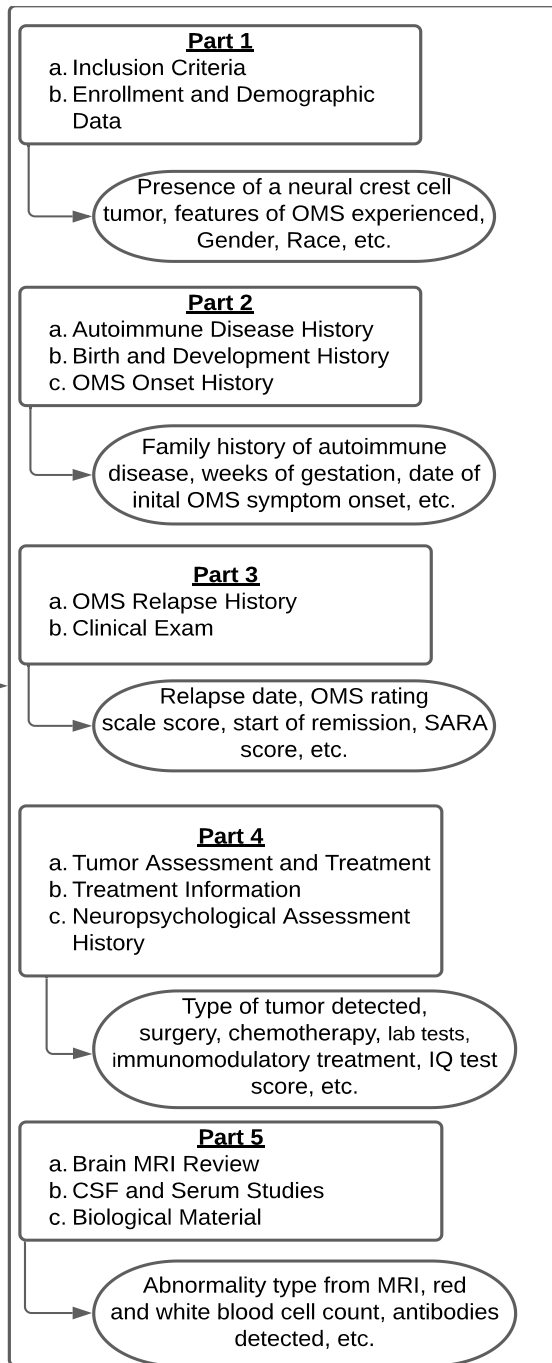 Part 1
a. Inclusion Criteria
b. Enrollment and Demographic
Data
Presence of a neural crest cell
tumor, features of OMS experienced,
Gender, Race, etc.
Part 2
a. Autoimmune Disease History
b. Birth and Development History
c. OMS Onset History
Family history of autoimmune
disease, weeks of gestation, date of
inital OMS symptom onset, etc.
Part 3
a. OMS Relapse History
b. Clinical Exam
Relapse date, OMS rating
scale score, start of remission, SARA
score, etc.
Part 4
a. Tumor Assessment and Treatment
b. Treatment Information
c. Neuropsychological Assessment
History
Type of tumor detected,
surgery, chemotherapy, lab tests,
immunomodulatory treatment, IQ test
score, etc.
Part 5
a. Brain MRI Review
b. CSF and Serum Studies
c. Biological Material
Abnormality type from MRI, red
and white blood cell count, antibodies
detected, etc.